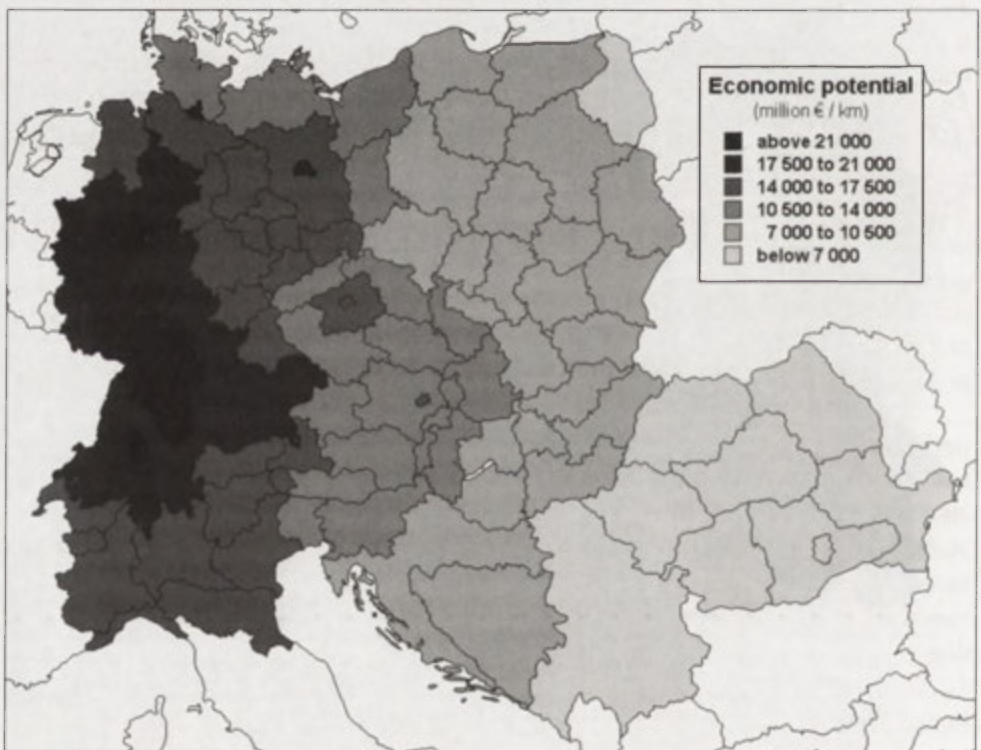 Economic potential
(million € / km)
above 21 000
17 500 to 21 000
14 000 to 17 500
10 500 to 14 000
7 000 to 10 500
below 7 000